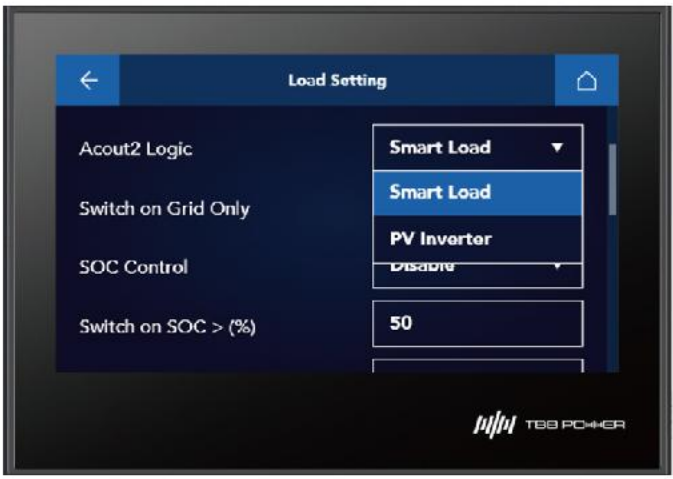 Load Setting
Acout2 Logic Smart Load
Smart Load
Switch on Grid Only
PV Inverter
SOC Control Disable
Switch on SOC > (%) 50
TBB POWER